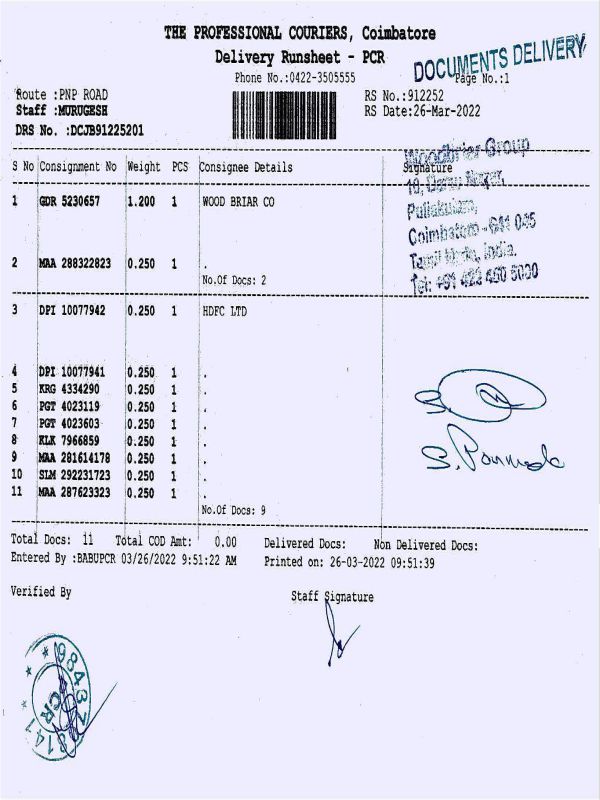 THE PROFESSIONAL COURIERS, Coimbatore
Delivery Runsheet - PCR
DOCUMENTS DELIVERY
Phone No.:0422-3505555 Page No.:1
Route :PNP ROAD RS No.:912252
Staff :MURUGESH RS Date:26-Mar-2022
DRS No. :DCJB91225201
Woodbriar Group
S No Consignment No Weight PCS Consignee Details Signature
1 GDR 5230657 1.200 1 WOOD BRIAR CO
Coimbatore - 641 045
Tamil Nadu, India.
2 MAA 288322823 0.250 1 .
Tel: +91 422 450 5000
No.Of Docs: 2
3 DPI 10077942 0.250 1 HDFC LTD
4 DPI 10077941 0.250 1 .
5 KRG 4334290 0.250 1 .
6 PGT 4023119 0.250 1 .
7 PGT 4023603 0.250 1 .
8 KLK 7966859 0.250 1 .
9 MAA 281614178 0.250 1 .
10 SLM 292231723 0.250 1 .
11 MAA 287623323 0.250 1 .
No.Of Docs: 9
Total Docs: 11 Total COD Amt: 0.00 Delivered Docs: Non Delivered Docs:
Entered By :BABUPCR 03/26/2022 9:51:22 AM Printed on: 26-03-2022 09:51:39
Verified By Staff Signature